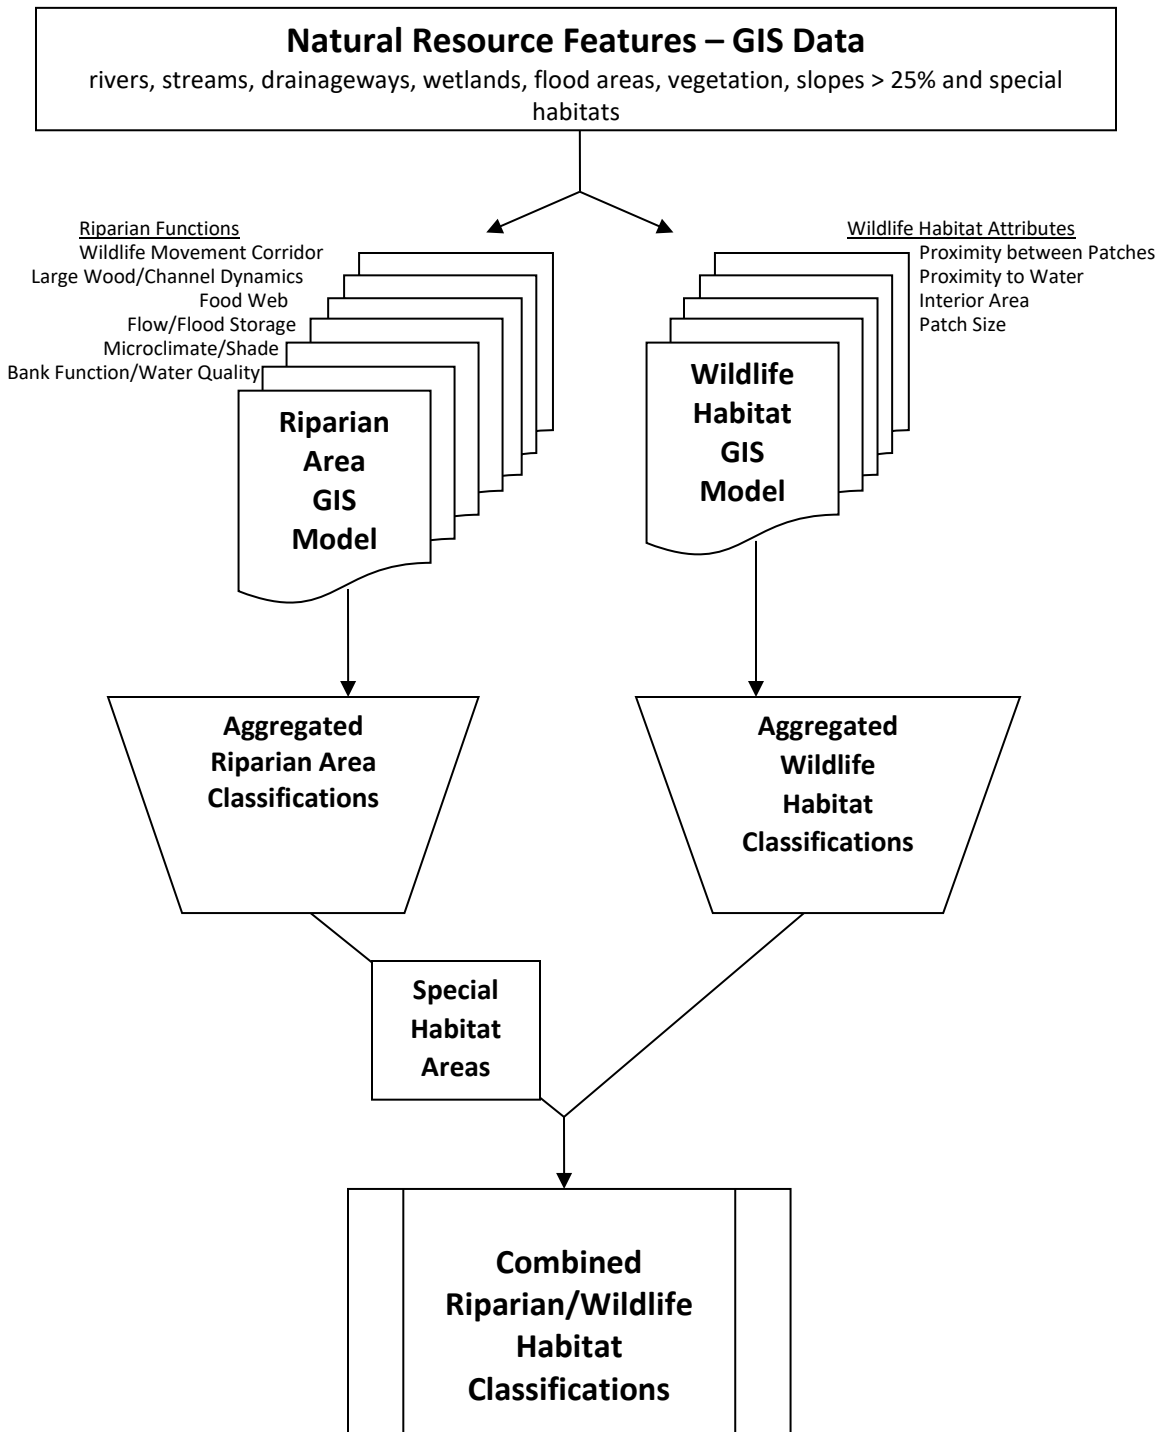 Natural Resource Features – GIS Data
rivers, streams, drainageways, wetlands, flood areas, vegetation, slopes > 25% and special
habitats
Riparian Functions
Wildlife Movement Corridor
Large Wood/Channel Dynamics
Food Web
Flow/Flood Storage
Microclimate/Shade
Bank Function/Water Quality
Wildlife Habitat Attributes
Proximity between Patches
Proximity to Water
Interior Area
Patch Size
Riparian
Area
GIS
Model
Wildlife
Habitat
GIS
Model
Aggregated
Riparian Area
Classifications
Aggregated
Wildlife
Habitat
Classifications
Special
Habitat
Areas
Combined
Riparian/Wildlife
Habitat
Classifications